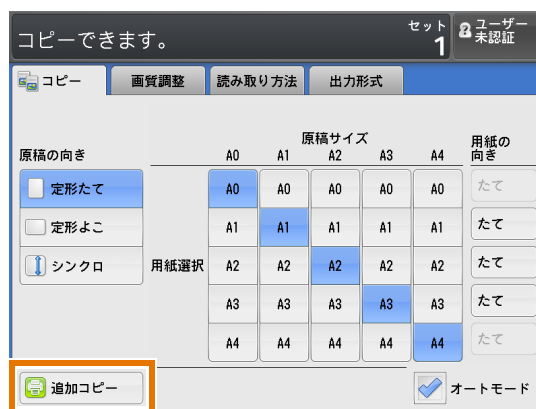 コピーできます。
セット
1
ユーザー
未認証
コピー
画質調整
読み取り方法
出力形式
原稿サイズ
用紙の
向き
原稿の向き
A0 A1 A2 A3 A4
定形たて
A0 A0 A0 A0 A0
たて
定形よこ
A1 A1 A1 A1 A1
たて
シンクロ
用紙選択
A2 A2 A2 A2 A2
たて
A3 A3 A3 A3 A3
たて
A4 A4 A4 A4 A4
たて
追加コピー
オートモード